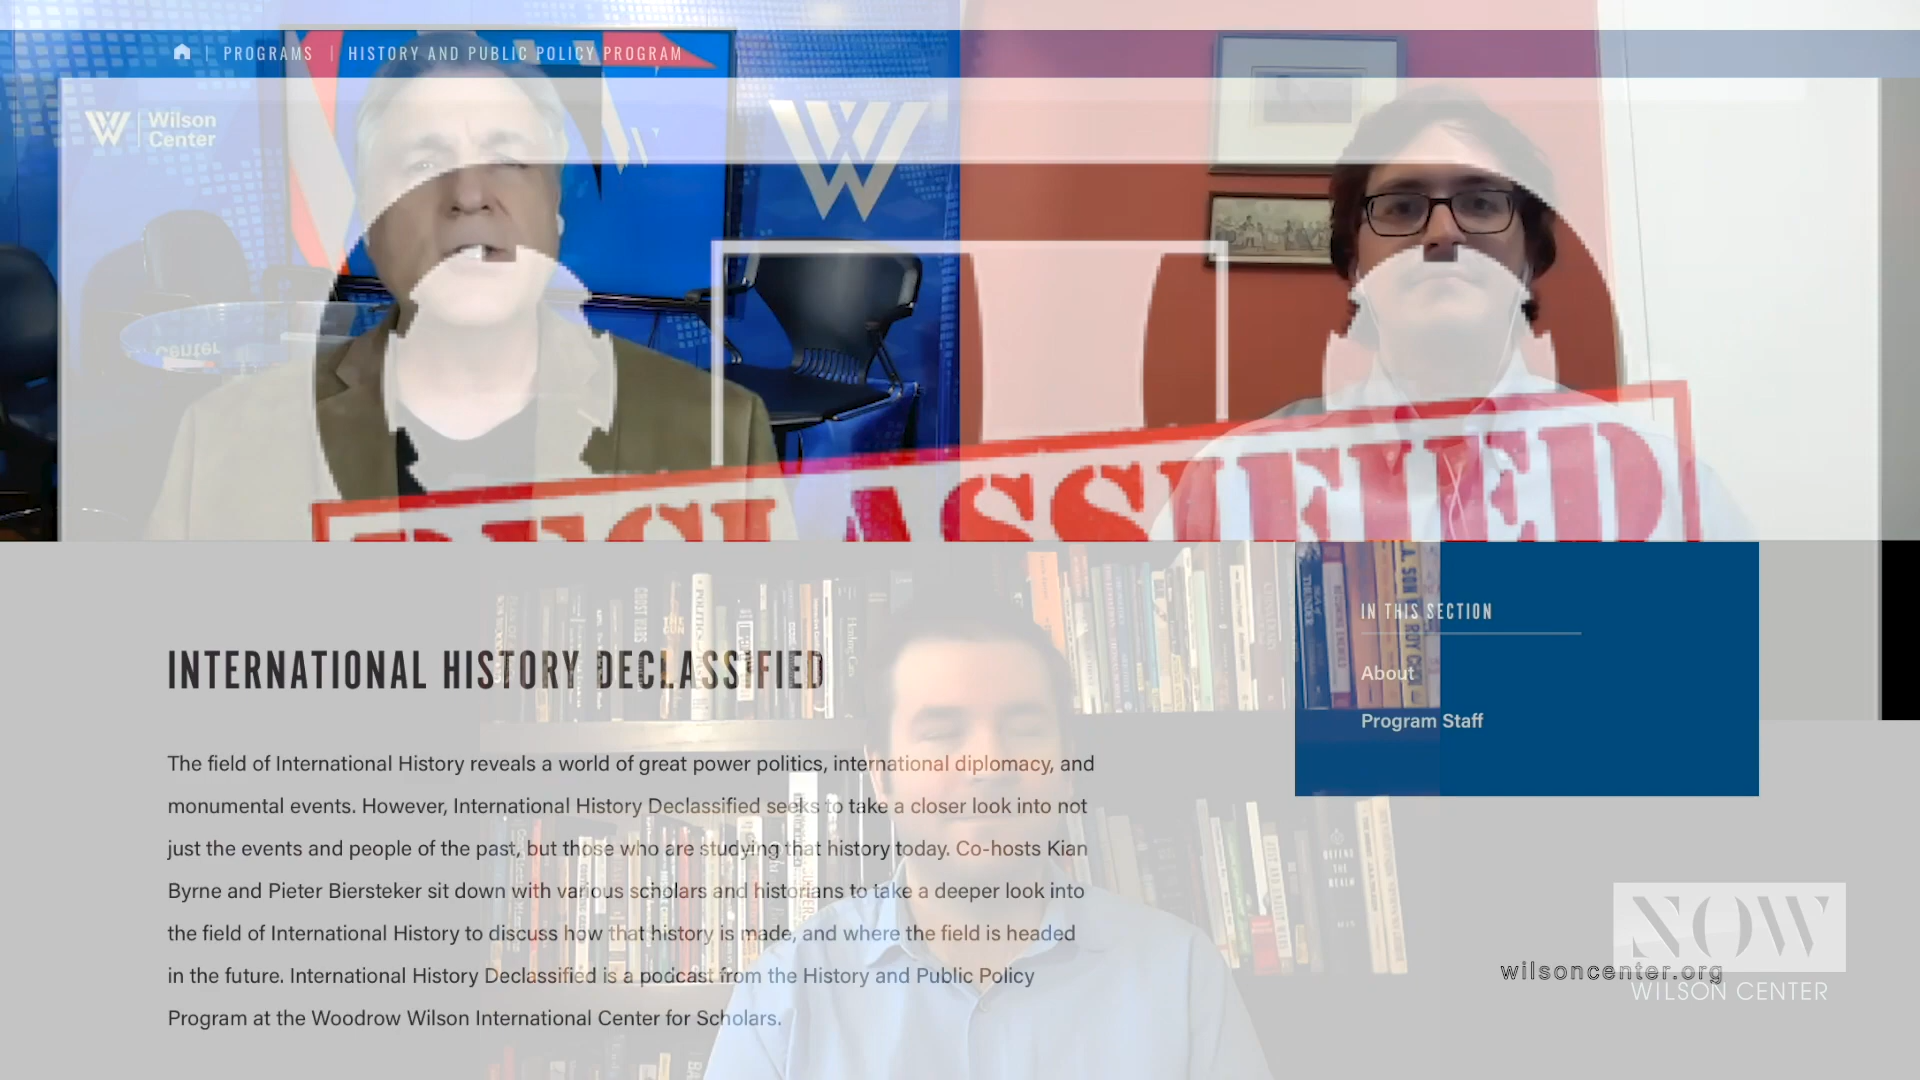 PROGRAMS | HISTORY AND PUBLIC POLICY PROGRAM
Wilson
Center
Center
DECLASSIFIED
IN THIS SECTION
About
Program Staff
INTERNATIONAL HISTORY DECLASSIFIED
The field of International History reveals a world of great power politics, international diplomacy, and
monumental events. However, International History Declassified seeks to take a closer look into not
just the events and people of the past, but those who are studying that history today. Co-hosts Kian
Byrne and Pieter Biersteker sit down with various scholars and historians to take a deeper look into
the field of International History to discuss how that history is made, and where the field is headed
in the future. International History Declassified is a podcast from the History and Public Policy
Program at the Woodrow Wilson International Center for Scholars.
NOW
wilsoncenter.org
WILSON CENTER